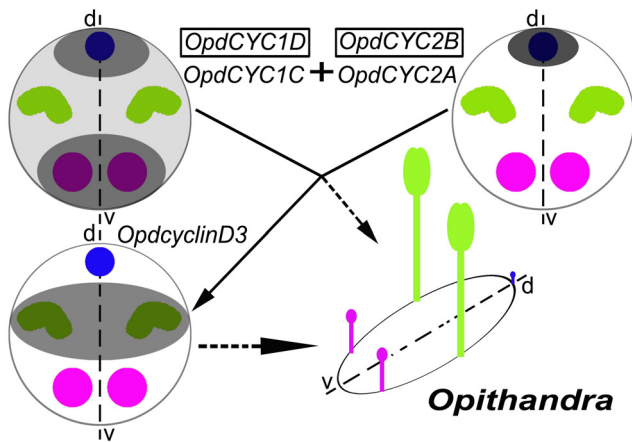 d
OpdCYC1D
OpdCYC2B
d
OpdCYC1C + OpdCYC2A
v
v
d
OpdcyclinD3
d
v
v
Opithandra